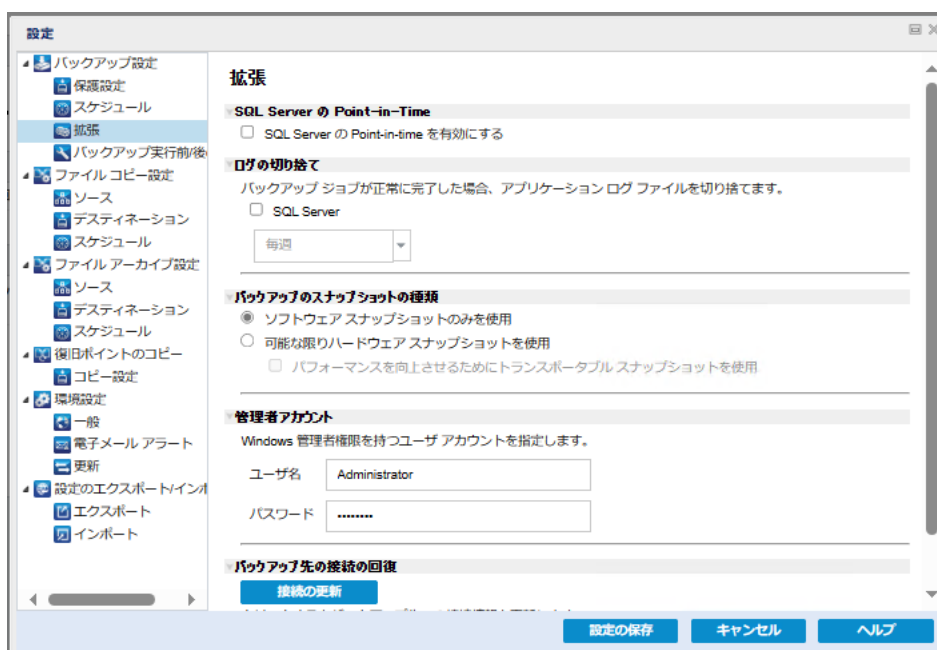 設定
バックアップ設定
保護設定
スケジュール
拡張
バックアップ実行前/後
ファイル コピー設定
ソース
デスティネーション
スケジュール
ファイル アーカイブ設定
ソース
デスティネーション
スケジュール
復旧ポイントのコピー
コピー設定
環境設定
一般
電子メール アラート
更新
設定のエクスポート/インポ
エクスポート
インポート
拡張
SQL Server の Point-in-Time
SQL Server の Point-in-time を有効にする
ログの切り捨て
バックアップ ジョブが正常に完了した場合、アプリケーション ログ ファイルを切り捨てます。
SQL Server
毎週
バックアップのスナップショットの種類
ソフトウェア スナップショットのみを使用
可能な限りハードウェア スナップショットを使用
パフォーマンスを向上させるためにトランスポータブル スナップショットを使用
管理者アカウント
Windows 管理者権限を持つユーザ アカウントを指定します。
ユーザ名 Administrator
パスワード ••••••••
バックアップ先の接続の回復
接続の更新
設定の保存 キャンセル ヘルプ